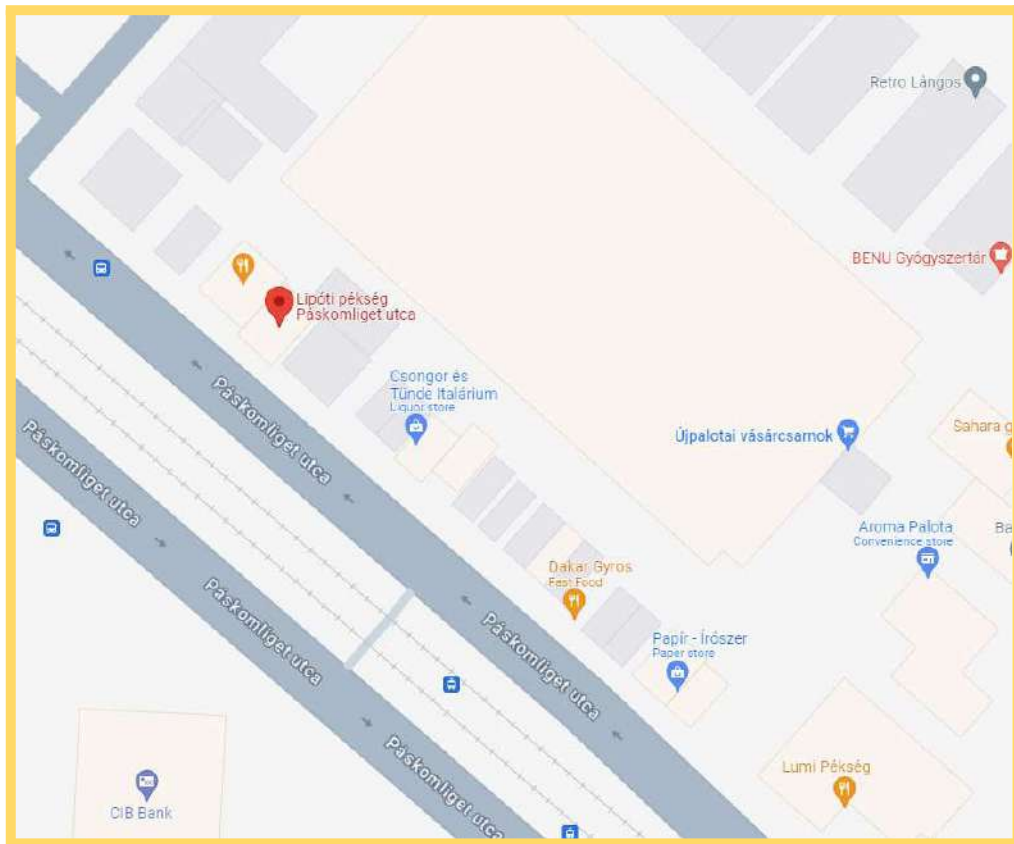 Retro Lángos
BENU Gyógyszertár
Lipóti pékség
Páskomliget utca
Csongor és
Tünde Italárium
Liquor store
Páskomliget utca
Páskomliget utca
Újpalotai vásárcsarnok
Sahara g
Aroma Palota
Convenience store
Ba
Dakar Gyros
Fast Food
Páskomliget utca
Páskomliget utca
Papír - Írószer
Paper store
Páskomliget utca
Lumi Pékség
CIB Bank